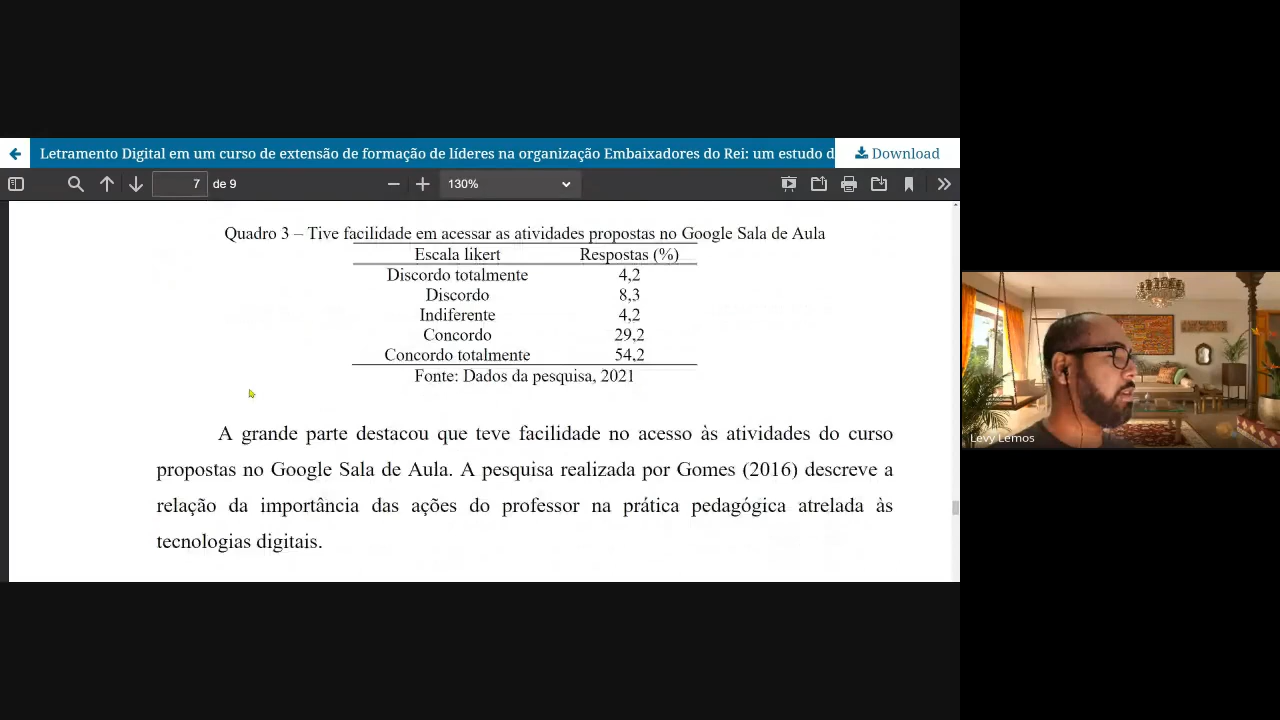 Letramento Digital em um curso de extensão de formação de líderes na organização Embaixadores do Rei: um estudo d
Download
7 de 9
130%
Quadro 3 – Tive facilidade em acessar as atividades propostas no Google Sala de Aula
Escala likert Respostas (%)
Discordo totalmente 4,2
Discordo 8,3
Indiferente 4,2
Concordo 29,2
Concordo totalmente 54,2
Fonte: Dados da pesquisa, 2021
A grande parte destacou que teve facilidade no acesso às atividades do curso
propostas no Google Sala de Aula. A pesquisa realizada por Gomes (2016) descreve a
relação da importância das ações do professor na prática pedagógica atrelada às
tecnologias digitais.
Levy Lemos